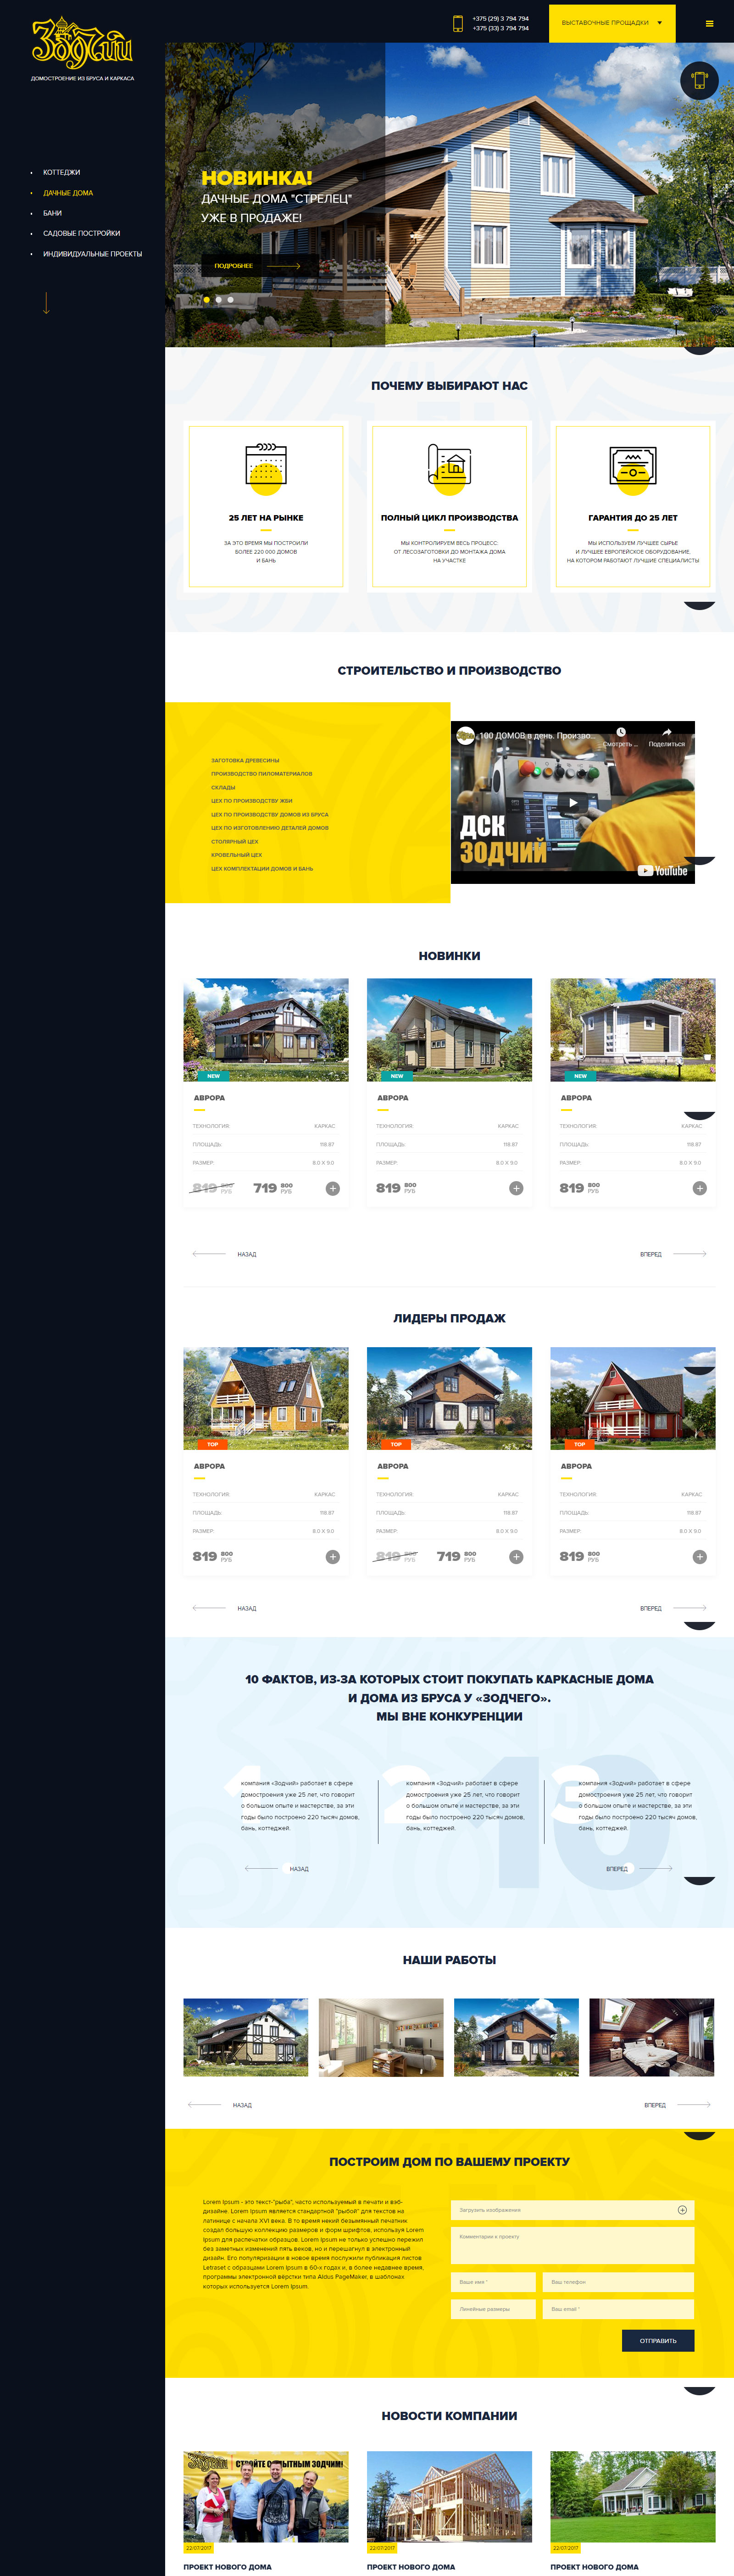 Зодчий
ДОМОСТРОЕНИЕ ИЗ БРУСА И КАРКАСА
+375 (29) 3 794 794
+375 (33) 3 794 794
ВЫСТАВОЧНЫЕ ПРОЩАДКИ
КОТТЕДЖИ
ДАЧНЫЕ ДОМА
БАНИ
САДОВЫЕ ПОСТРОЙКИ
ИНДИВИДУАЛЬНЫЕ ПРОЕКТЫ
НОВИНКА!
ДАЧНЫЕ ДОМА "СТРЕЛЕЦ"
УЖЕ В ПРОДАЖЕ!
ПОДРОБНЕЕ
ПОЧЕМУ ВЫБИРАЮТ НАС
25 ЛЕТ НА РЫНКЕ
ЗА ЭТО ВРЕМЯ МЫ ПОСТРОИЛИ
БОЛЕЕ 220 000 ДОМОВ
И БАНЬ
ПОЛНЫЙ ЦИКЛ ПРОИЗВОДСТВА
МЫ КОНТРОЛИРУЕМ ВЕСЬ ПРОЦЕСС:
ОТ ЛЕСОЗАГОТОВКИ ДО МОНТАЖА ДОМА
НА УЧАСТКЕ
ГАРАНТИЯ ДО 25 ЛЕТ
МЫ ИСПОЛЬЗУЕМ ЛУЧШЕЕ СЫРЬЕ
И ЛУЧШЕЕ ЕВРОПЕЙСКОЕ ОБОРУДОВАНИЕ,
НА КОТОРОМ РАБОТАЮТ ЛУЧШИЕ СПЕЦИАЛИСТЫ
СТРОИТЕЛЬСТВО И ПРОИЗВОДСТВО
ЗАГОТОВКА ДРЕВЕСИНЫ
ПРОИЗВОДСТВО ПИЛОМАТЕРИАЛОВ
СКЛАДЫ
ЦЕХ ПО ПРОИЗВОДСТВУ ЖБИ
ЦЕХ ПО ПРОИЗВОДСТВУ ДОМОВ ИЗ БРУСА
ЦЕХ ПО ИЗГОТОВЛЕНИЮ ДЕТАЛЕЙ ДОМОВ
СТОЛЯРНЫЙ ЦЕХ
КРОВЕЛЬНЫЙ ЦЕХ
ЦЕХ КОМПЛЕКТАЦИИ ДОМОВ И БАНЬ
100 ДОМОВ в день. Произво...
Смотреть ...
Поделиться
ДСК
ЗОДЧИЙ
YouTube
НОВИНКИ
NEW
АВРОРА
ТЕХНОЛОГИЯ: КАРКАС
ПЛОЩАДЬ: 118.87
РАЗМЕР: 8.0 X 9.0
819 800 РУБ 719 800 РУБ
NEW
АВРОРА
ТЕХНОЛОГИЯ: КАРКАС
ПЛОЩАДЬ: 118.87
РАЗМЕР: 8.0 X 9.0
819 800 РУБ
NEW
АВРОРА
ТЕХНОЛОГИЯ: КАРКАС
ПЛОЩАДЬ: 118.87
РАЗМЕР: 8.0 X 9.0
819 800 РУБ
НАЗАД
ВПЕРЕД
ЛИДЕРЫ ПРОДАЖ
TOP
АВРОРА
ТЕХНОЛОГИЯ: КАРКАС
ПЛОЩАДЬ: 118.87
РАЗМЕР: 8.0 X 9.0
819 800 РУБ
TOP
АВРОРА
ТЕХНОЛОГИЯ: КАРКАС
ПЛОЩАДЬ: 118.87
РАЗМЕР: 8.0 X 9.0
819 800 РУБ 719 800 РУБ
TOP
АВРОРА
ТЕХНОЛОГИЯ: КАРКАС
ПЛОЩАДЬ: 118.87
РАЗМЕР: 8.0 X 9.0
819 800 РУБ
НАЗАД
ВПЕРЕД
10 ФАКТОВ, ИЗ-ЗА КОТОРЫХ СТОИТ ПОКУПАТЬ КАРКАСНЫЕ ДОМА
И ДОМА ИЗ БРУСА У «ЗОДЧЕГО».
МЫ ВНЕ КОНКУРЕНЦИИ
10
1
компания «Зодчий» работает в сфере
домостроения уже 25 лет, что говорит
о большом опыте и мастерстве, за эти
годы было построено 220 тысяч домов,
бань, коттеджей.
2
компания «Зодчий» работает в сфере
домостроения уже 25 лет, что говорит
о большом опыте и мастерстве, за эти
годы было построено 220 тысяч домов,
бань, коттеджей.
3
компания «Зодчий» работает в сфере
домостроения уже 25 лет, что говорит
о большом опыте и мастерстве, за эти
годы было построено 220 тысяч домов,
бань, коттеджей.
НАЗАД
ВПЕРЕД
НАШИ РАБОТЫ
НАЗАД
ВПЕРЕД
ПОСТРОИМ ДОМ ПО ВАШЕМУ ПРОЕКТУ
Lorem Ipsum - это текст-"рыба", часто используемый в печати и вэб-
дизайне. Lorem Ipsum является стандартной "рыбой" для текстов на
латинице с начала XVI века. В то время некий безымянный печатник
создал большую коллекцию размеров и форм шрифтов, используя Lorem
Ipsum для распечатки образцов. Lorem Ipsum не только успешно пережил
без заметных изменений пять веков, но и перешагнул в электронный
дизайн. Его популяризации в новое время послужили публикация листов
Letraset с образцами Lorem Ipsum в 60-х годах и, в более недавнее время,
программы электронной вёрстки типа Aldus PageMaker, в шаблонах
которых используется Lorem Ipsum.
Загрузить изображения
Комментарии к проекту
Ваше имя *
Ваш телефон
Линейные размеры
Ваш email *
ОТПРАВИТЬ
НОВОСТИ КОМПАНИИ
22/07/2017
ПРОЕКТ НОВОГО ДОМА
22/07/2017
ПРОЕКТ НОВОГО ДОМА
22/07/2017
ПРОЕКТ НОВОГО ДОМА